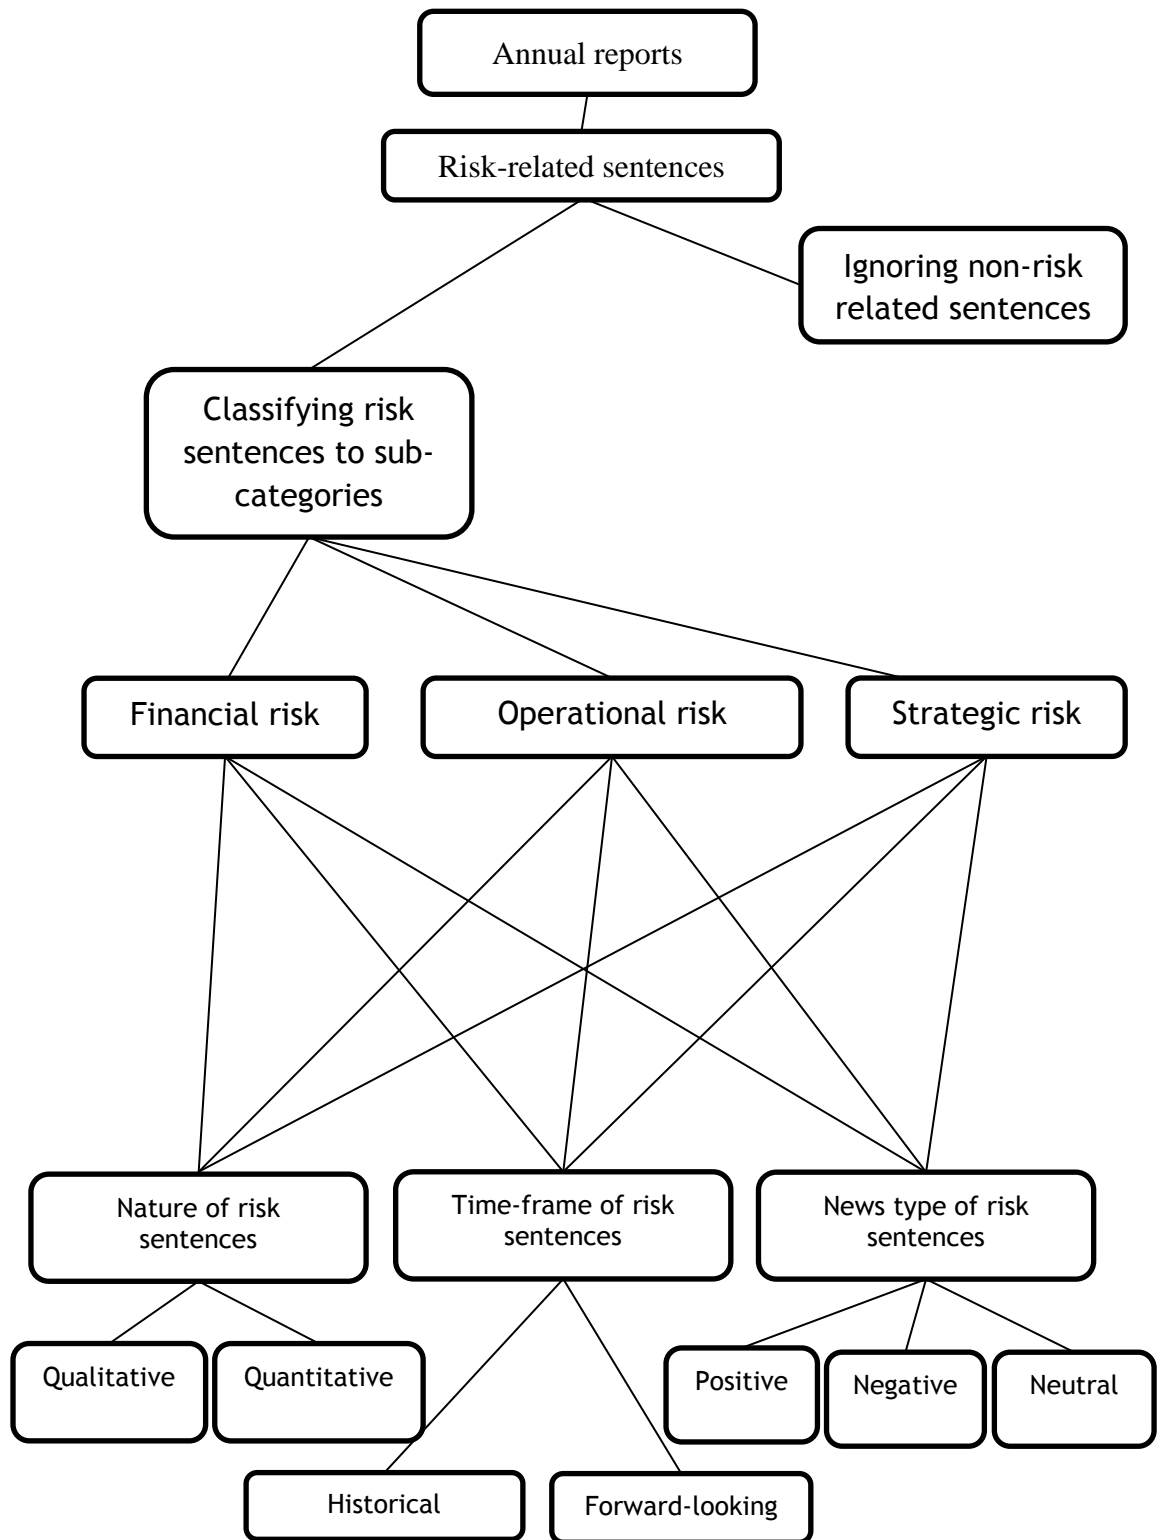 Annual reports
Risk-related sentences
Ignoring non-risk
related sentences
Classifying risk
sentences to sub-
categories
Financial risk
Operational risk
Strategic risk
Nature of risk
sentences
Time-frame of risk
sentences
News type of risk
sentences
Qualitative
Quantitative
Positive
Negative
Neutral
Historical
Forward-looking